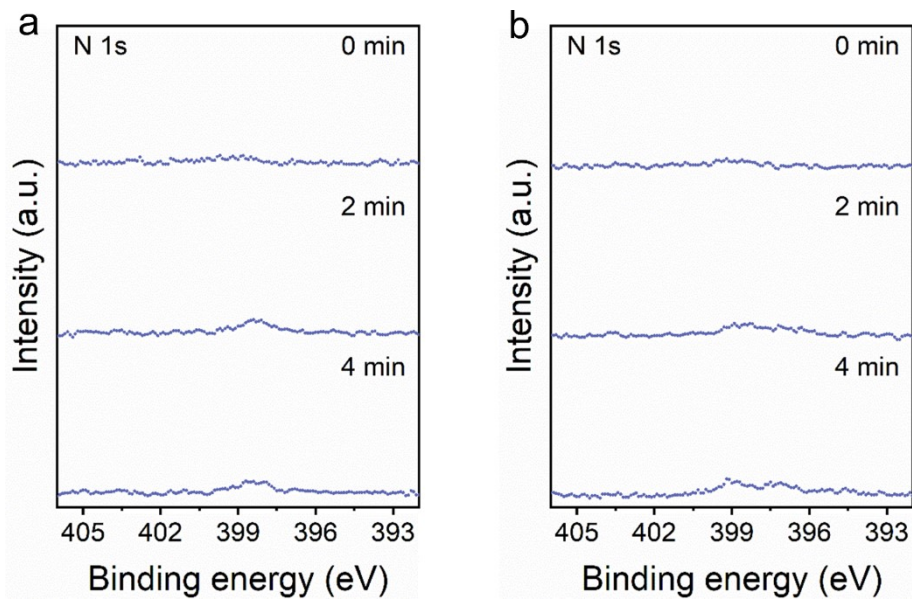 a
N 1s 0 min
2 min
4 min
Intensity (a.u.)
405 402 399 396 393
Binding energy (eV)
b
N 1s 0 min
2 min
4 min
Intensity (a.u.)
405 402 399 396 393
Binding energy (eV)